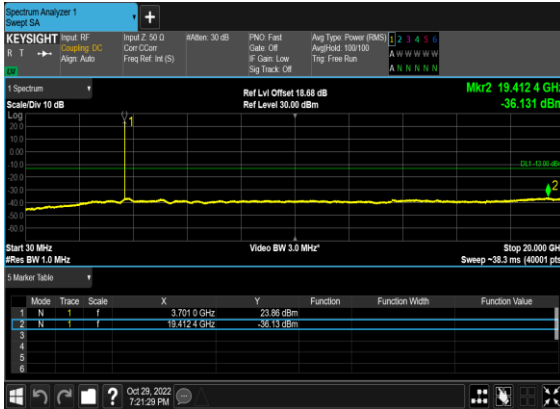 Spectrum Analyzer 1
Swept SA
+
KEYSIGHT Input: RF Input Z: 50 Ω #Atten: 30 dB PNO: Fast Avg Type: Power (RMS) 1 2 3 4 5 6
R T Coupling: DC Corr CCorr Gate: Off Avg|Hold: 100/100 A W W W W W
Align: Auto Freq Ref: Int (S) IF Gain: Low Trig: Free Run
Sig Track: Off A N N N N N
1 Spectrum Ref Lvl Offset 18.68 dB Mkr2 19.412 4 GHz
Scale/Div 10 dB Ref Level 30.00 dBm -36.131 dBm
Log
1
20.0
10.0
0.00
-10.0
DL1 -13.00 dBm
-20.0
-30.0
2
-40.0
-50.0
-60.0
Start 30 MHz Video BW 3.0 MHz* Stop 20.000 GH
#Res BW 1.0 MHz Sweep ~38.3 ms (40001 pts
5 Marker Table
Mode Trace Scale X Y Function Function Width Function Value
1 N 1 f 3.701 0 GHz 23.86 dBm
2 N 1 f 19.412 4 GHz -36.13 dBm
3
4
5
6
? Oct 29, 2022
7:21:29 PM